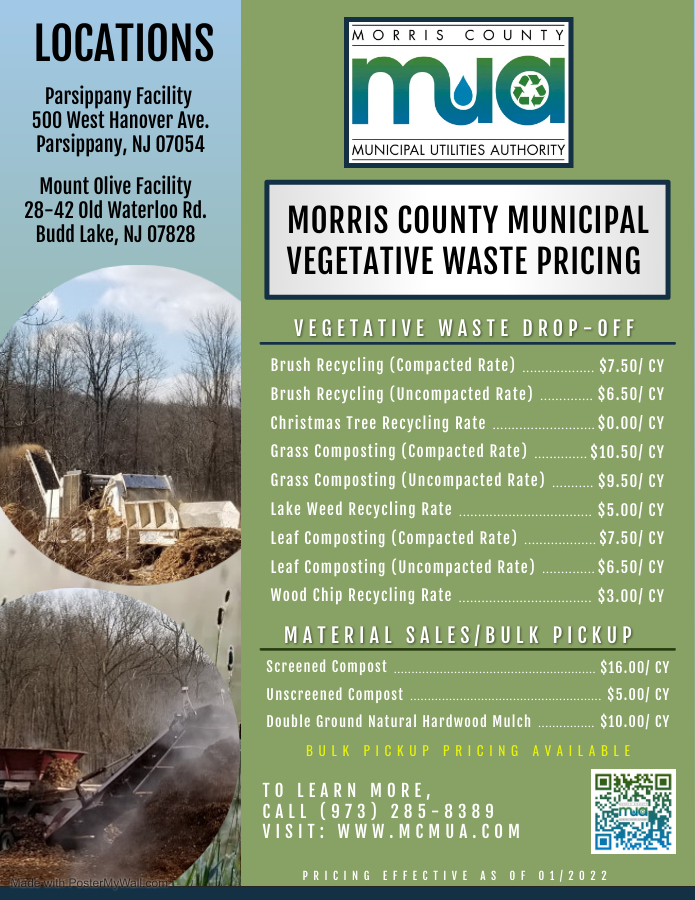 LOCATIONS
Parsippany Facility
500 West Hanover Ave.
Parsippany, NJ 07054
Mount Olive Facility
28-42 Old Waterloo Rd.
Budd Lake, NJ 07828
MORRIS COUNTY
mua
MUNICIPAL UTILITIES AUTHORITY
MORRIS COUNTY MUNICIPAL
VEGETATIVE WASTE PRICING
VEGETATIVE WASTE DROP-OFF
Brush Recycling (Compacted Rate) .................. $7.50/ CY
Brush Recycling (Uncompacted Rate) ............. $6.50/ CY
Christmas Tree Recycling Rate ......................... $0.00/ CY
Grass Composting (Compacted Rate) ............. $10.50/ CY
Grass Composting (Uncompacted Rate) .......... $9.50/ CY
Lake Weed Recycling Rate ................................ $5.00/ CY
Leaf Composting (Compacted Rate) ................. $7.50/ CY
Leaf Composting (Uncompacted Rate) ............. $6.50/ CY
Wood Chip Recycling Rate ................................ $3.00/ CY
MATERIAL SALES/BULK PICKUP
Screened Compost .................................................. $16.00/ CY
Unscreened Compost ............................................... $5.00/ CY
Double Ground Natural Hardwood Mulch .............. $10.00/ CY
BULK PICKUP PRICING AVAILABLE
TO LEARN MORE,
CALL (973) 285-8389
VISIT: WWW.MCMUA.COM
PRICING EFFECTIVE AS OF 01/2022
Made with PosterMyWall.com